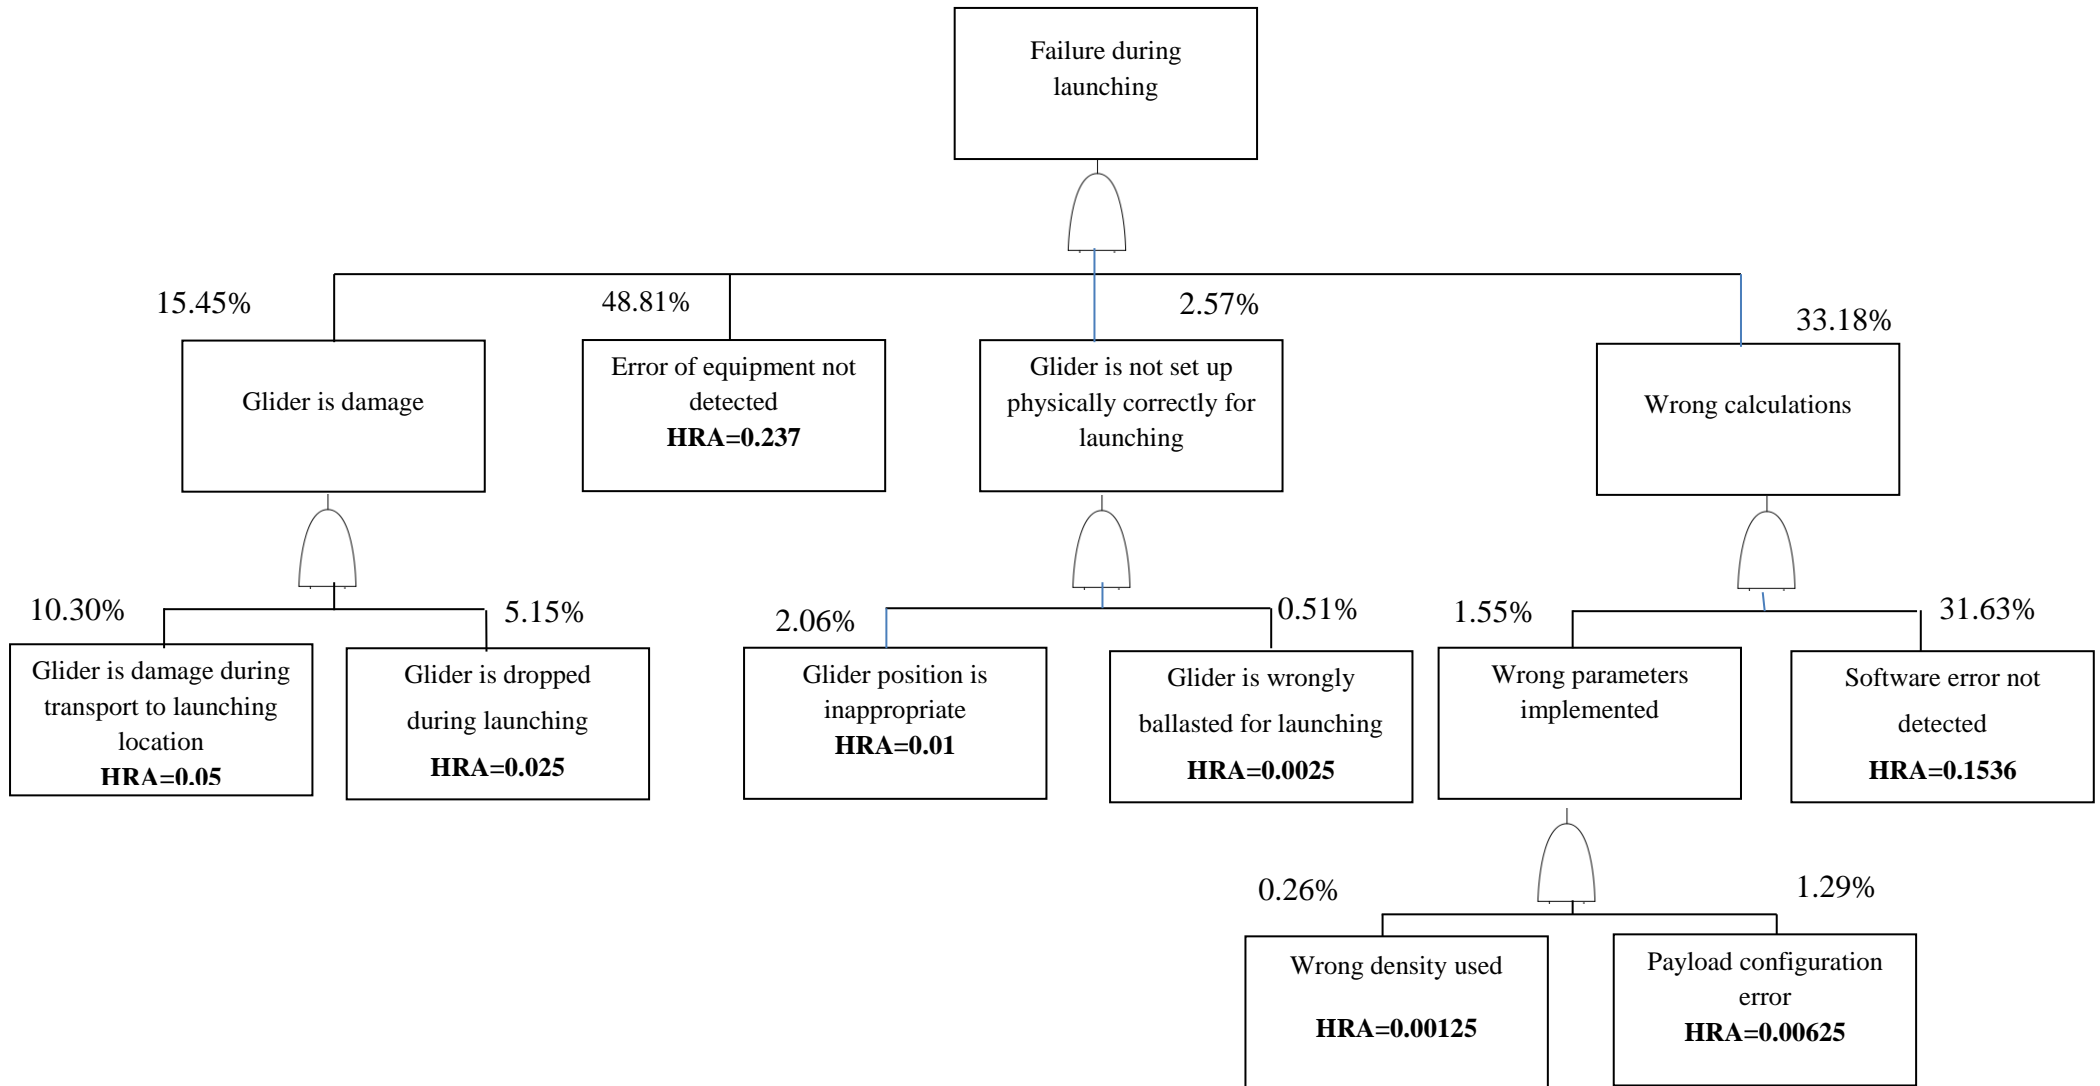 Failure during
launching
15.45%
48.81%
2.57%
33.18%
Glider is damage
Error of equipment not
detected
HRA=0.237
Glider is not set up
physically correctly for
launching
Wrong calculations
10.30%
5.15%
2.06%
0.51%
1.55%
31.63%
Glider is damage during
transport to launching
location
HRA=0.05
Glider is dropped
during launching
HRA=0.025
Glider position is
inappropriate
HRA=0.01
Glider is wrongly
ballasted for launching
HRA=0.0025
Wrong parameters
implemented
Software error not
detected
HRA=0.1536
0.26%
1.29%
Wrong density used
HRA=0.00125
Payload configuration
error
HRA=0.00625